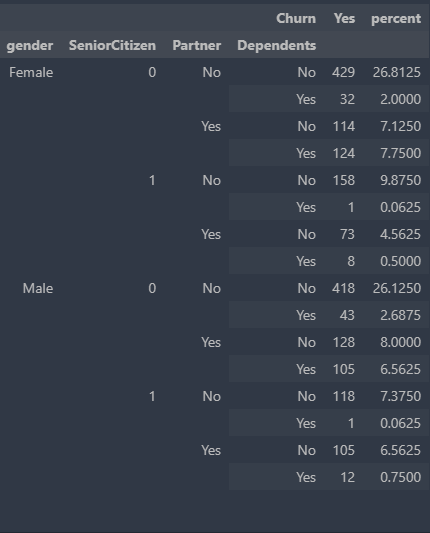 Churn Yes percent
gender SeniorCitizen Partner Dependents
Female 0 No No 429 26.8125
Yes 32 2.0000
Yes No 114 7.1250
Yes 124 7.7500
1 No No 158 9.8750
Yes 1 0.0625
Yes No 73 4.5625
Yes 8 0.5000
Male 0 No No 418 26.1250
Yes 43 2.6875
Yes No 128 8.0000
Yes 105 6.5625
1 No No 118 7.3750
Yes 1 0.0625
Yes No 105 6.5625
Yes 12 0.7500